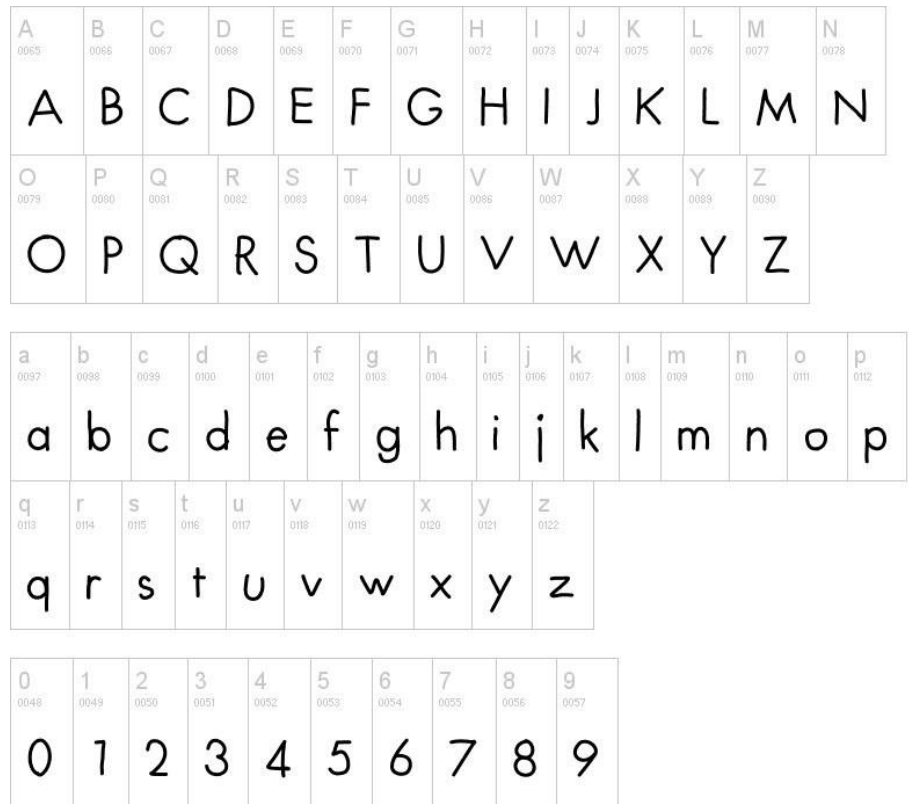 A B C D E F G H I J K L M N
0065 0066 0067 0068 0069 0070 0071 0072 0073 0074 0075 0076 0077 0078
A B C D E F G H I J K L M N
O P Q R S T U V W X Y Z
0079 0080 0081 0082 0083 0084 0085 0086 0087 0088 0089 0090
O P Q R S T U V W X Y Z
a b c d e f g h i j k l m n o p
0097 0098 0099 0100 0101 0102 0103 0104 0105 0106 0107 0108 0109 0110 0111 0112
a b c d e f g h i j k l m n o p
q r s t u v w x y z
0113 0114 0115 0116 0117 0118 0119 0120 0121 0122
q r s t u v w x y z
0 1 2 3 4 5 6 7 8 9
0048 0049 0050 0051 0052 0053 0054 0055 0056 0057
0 1 2 3 4 5 6 7 8 9